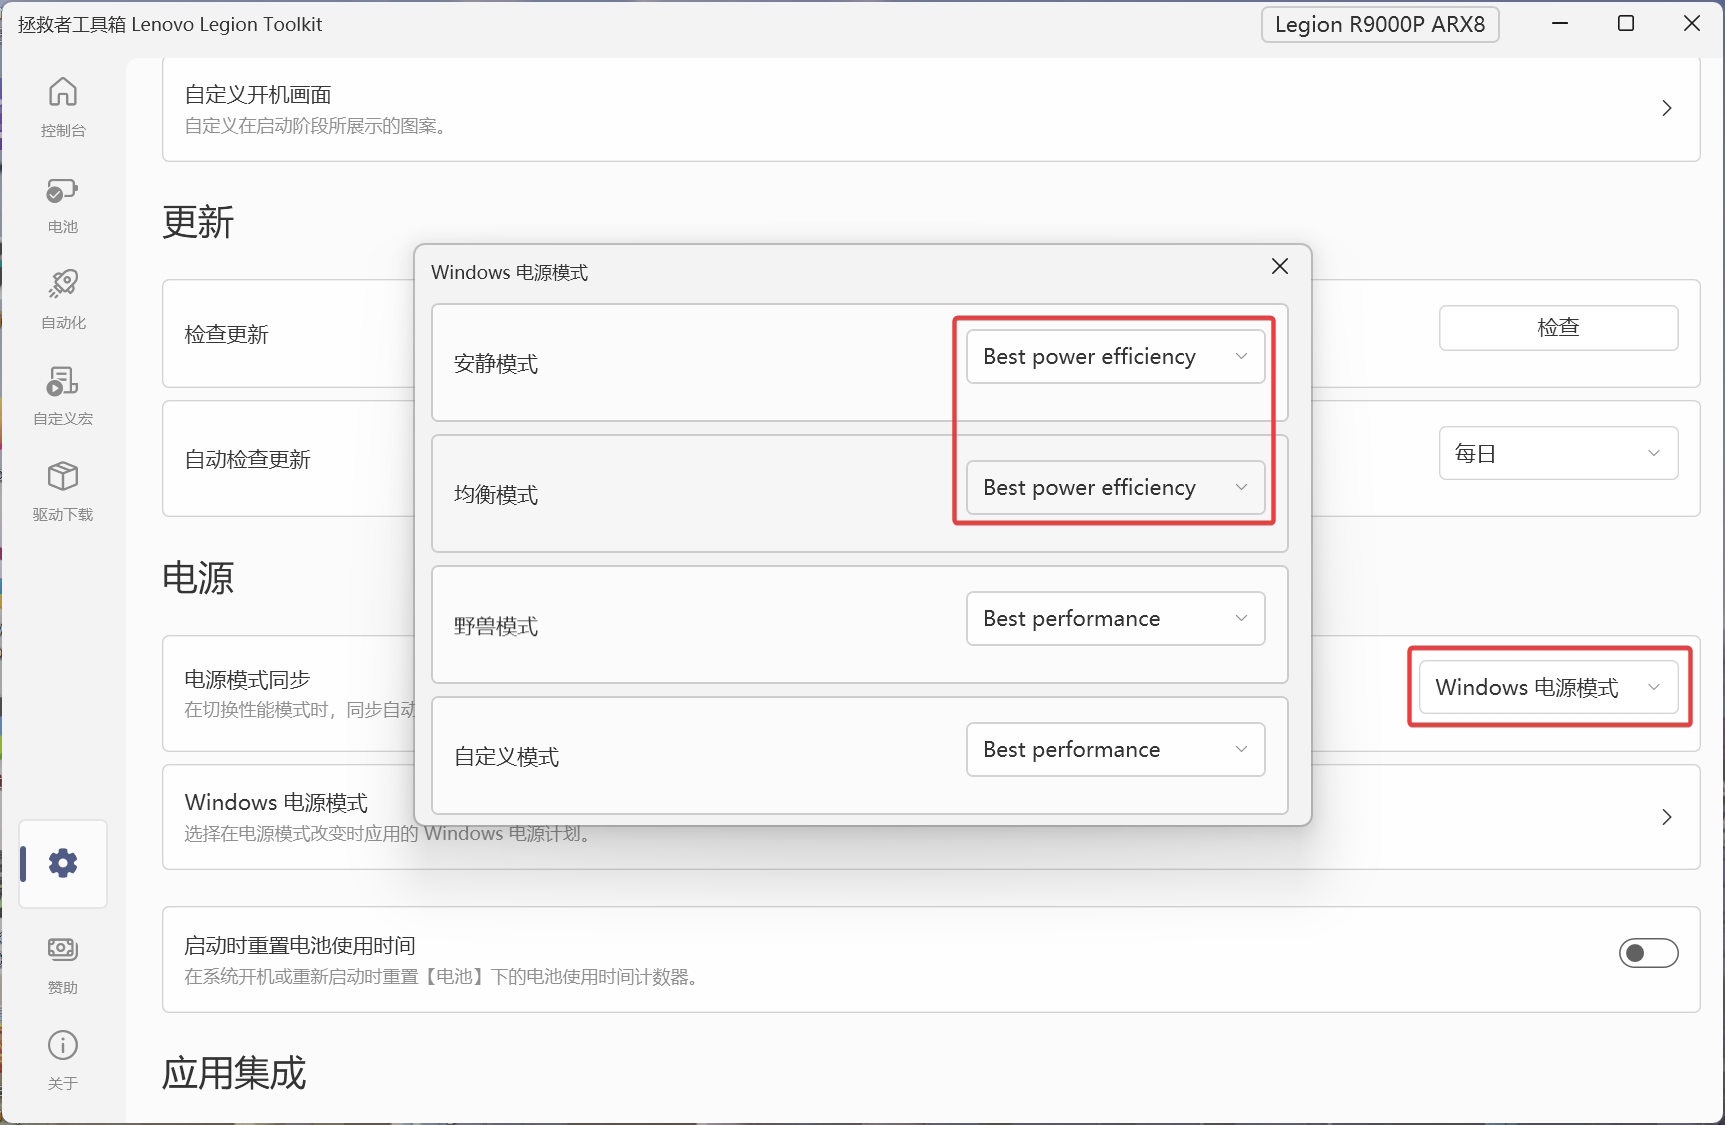 拯救者工具箱 Lenovo Legion Toolkit
Legion R9000P ARX8
控制台
电池
自动化
自定义宏
驱动下载
赞助
关于
自定义开机画面
自定义在启动阶段所展示的图案。
更新
检查更新
检查
自动检查更新
每日
电源
电源模式同步
在切换性能模式时，同步自动
Windows 电源模式
Windows 电源模式
选择在电源模式改变时应用的 Windows 电源计划。
启动时重置电池使用时间
在系统开机或重新启动时重置【电池】下的电池使用时间计数器。
应用集成
Windows 电源模式
安静模式
Best power efficiency
均衡模式
Best power efficiency
野兽模式
Best performance
自定义模式
Best performance